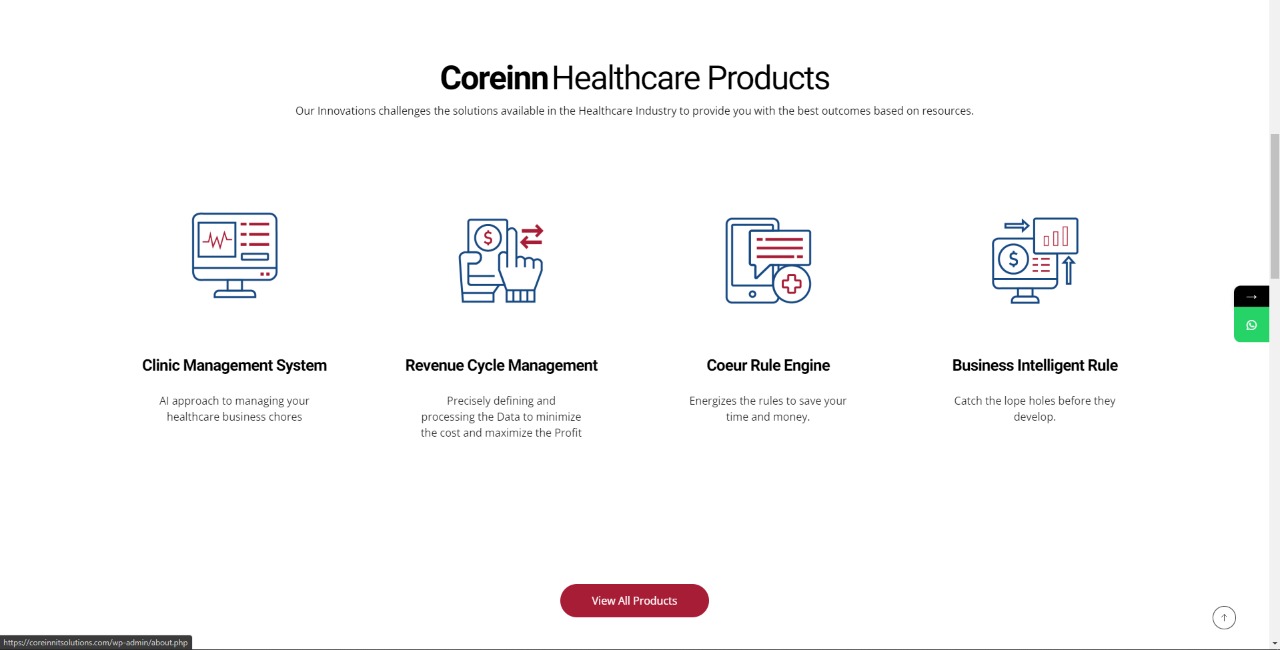 Coreinn Healthcare Products
Our Innovations challenges the solutions available in the Healthcare Industry to provide you with the best outcomes based on resources.
$
$
Clinic Management System
AI approach to managing your
healthcare business chores
Revenue Cycle Management
Precisely defining and
processing the Data to minimize
the cost and maximize the Profit
Coeur Rule Engine
Energizes the rules to save your
time and money.
Business Intelligent Rule
Catch the lope holes before they
develop.
View All Products
https://coreinnitsolutions.com/wp-admin/about.php